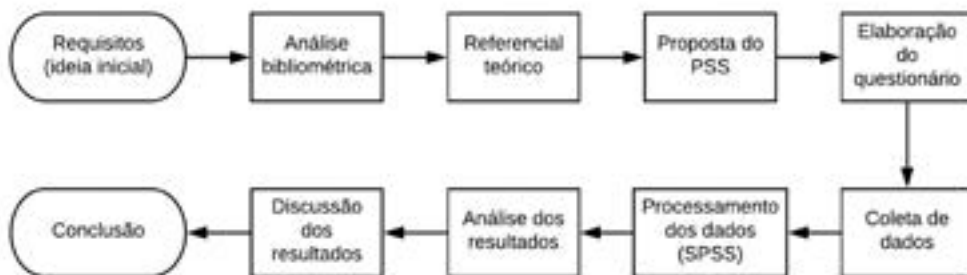 Requisitos
(ideia inicial)
Análise
bibliométrica
Referencial
teórico
Proposta do
PSS
Elaboração
do
questionário
Conclusão
Discussão
dos
resultados
Análise dos
resultados
Processamento
dos dados
(SPSS)
Coleta de
dados